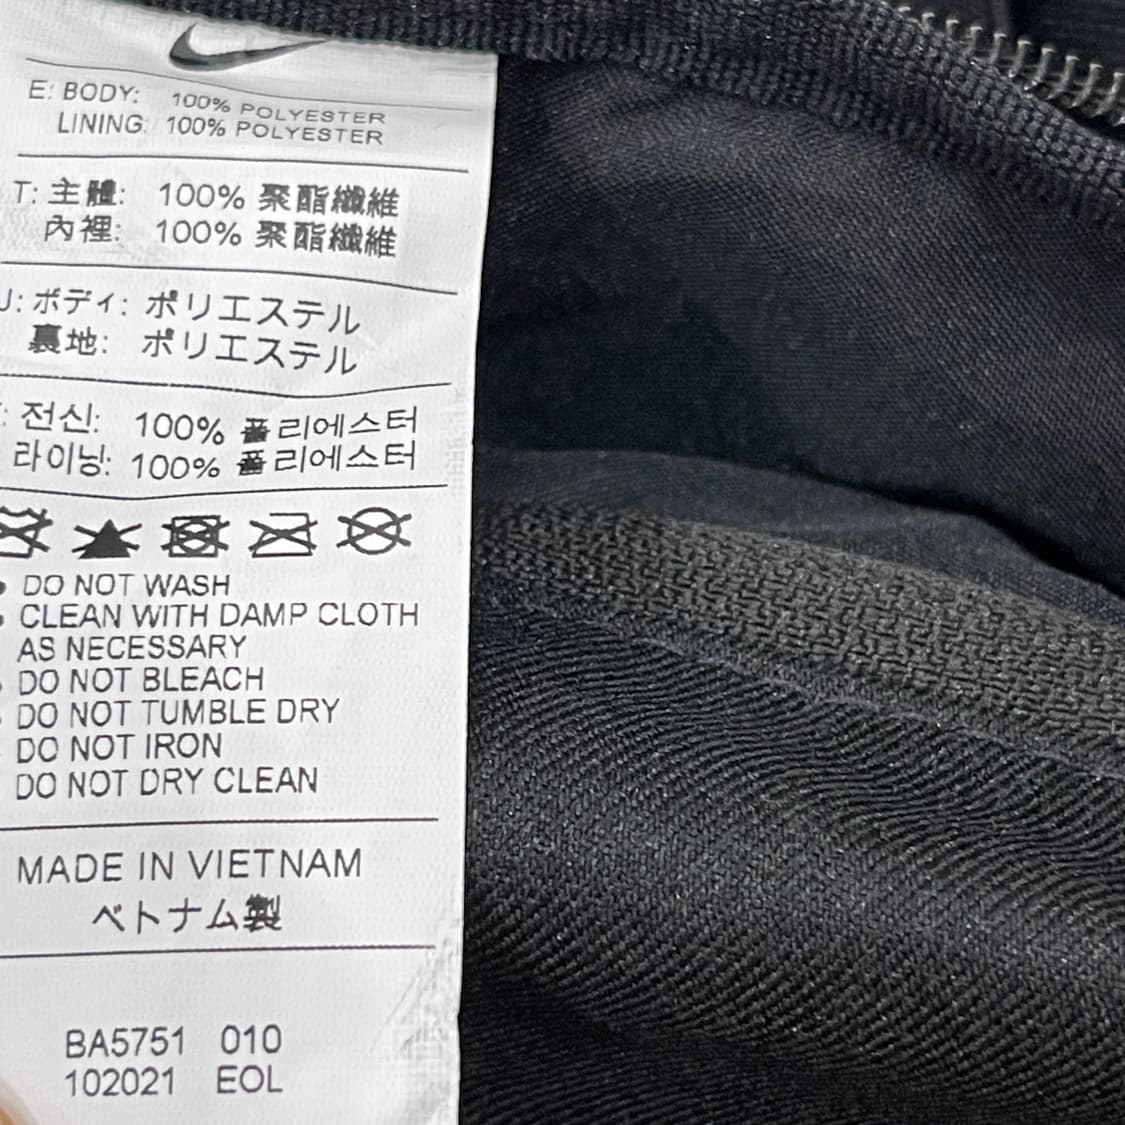 E: BODY: 100% POLYESTER
LINING: 100% POLYESTER
T: 主體: 100% 聚酯纖維
內裡: 100% 聚酯纖維
J: ボディ: ポリエステル
裏地: ポリエステル
: 전신: 100% 폴리에스터
라이닝: 100% 폴리에스터
DO NOT WASH
CLEAN WITH DAMP CLOTH
AS NECESSARY
DO NOT BLEACH
DO NOT TUMBLE DRY
DO NOT IRON
DO NOT DRY CLEAN
MADE IN VIETNAM
ベトナム製
BA5751 010
102021 EOL